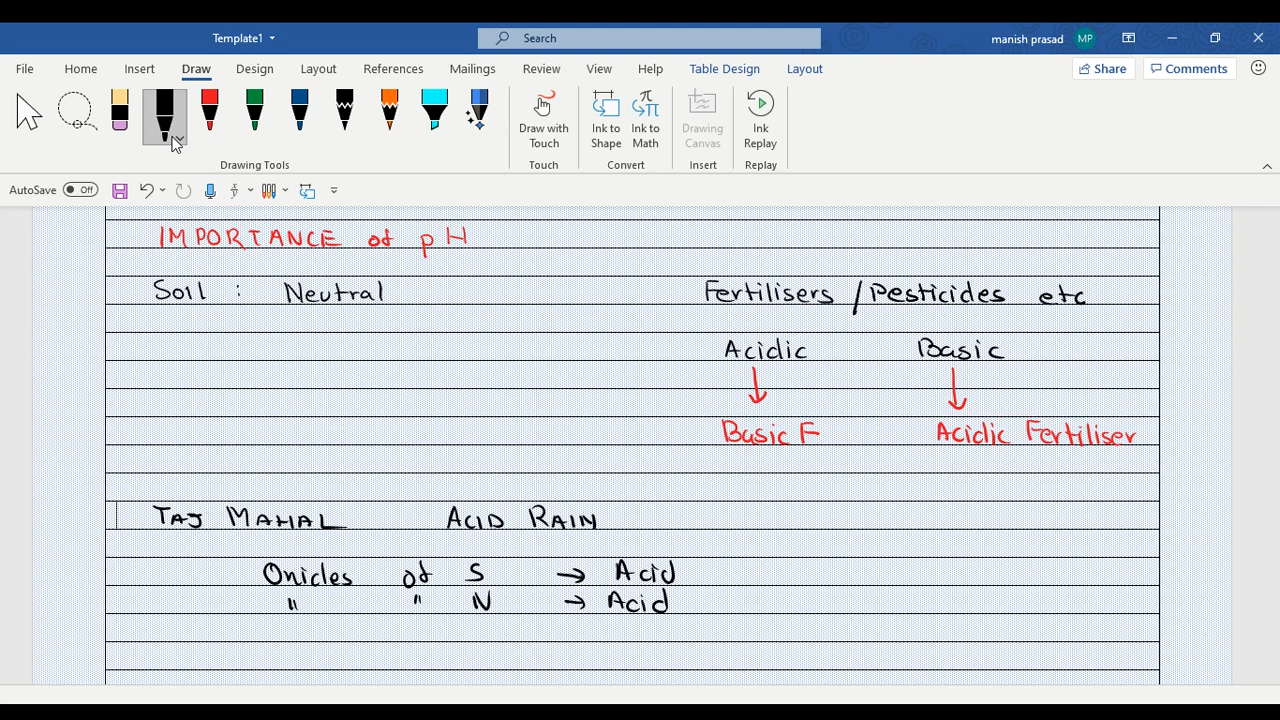 Template1
Search
manish prasad MP
File Home Insert Draw Design Layout References Mailings Review View Help Table Design Layout Share Comments
Draw with Touch
Ink to Shape
Ink to Math
Drawing Canvas
Ink Replay
Drawing Tools Touch Convert Insert Replay
AutoSave Off
IMPORTANCE of pH
Soil : Neutral Fertilisers / Pesticides etc
Acidic Basic
↓ ↓
Basic F Acidic Fertiliser
TAJ MAHAL ACID RAIN
Onicles of S → Acid
" " N → Acid